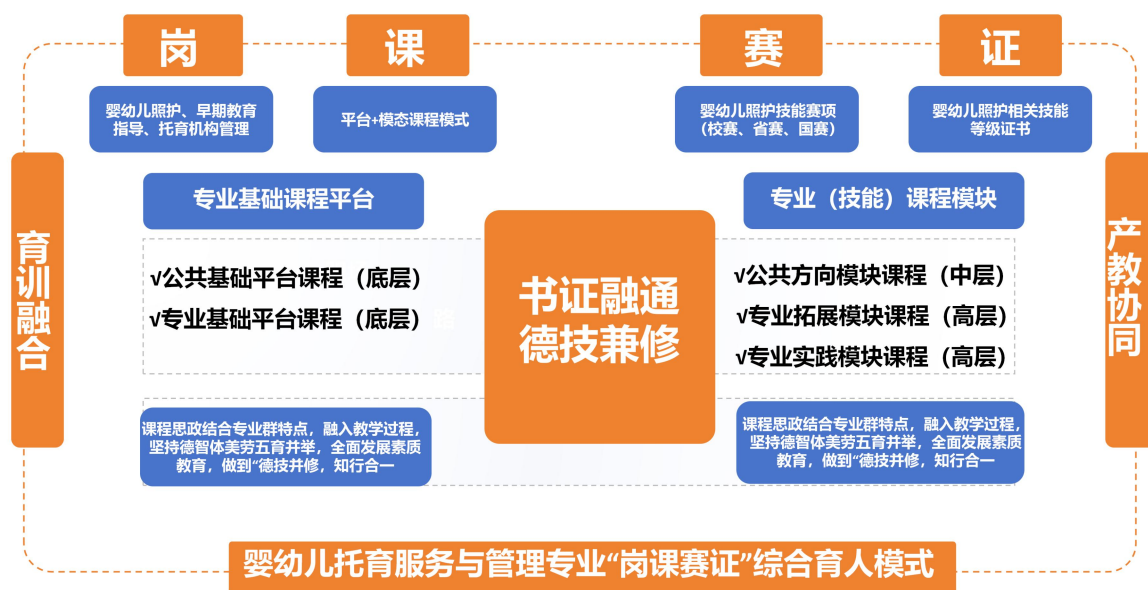 岗
课
赛
证
婴幼儿照护、早期教育
指导、托育机构管理
平台+模态课程模式
婴幼儿照护技能赛项
（校赛、省赛、国赛）
婴幼儿照护相关技能
等级证书
育训融合
产教协同
专业基础课程平台
专业（技能）课程模块
√公共基础平台课程（底层）
√专业基础平台课程（底层）
书证融通
德技兼修
√公共方向模块课程（中层）
√专业拓展模块课程（高层）
√专业实践模块课程（高层）
课程思政结合专业群特点，融入教学过程，
坚持德智体美劳五育井举，全面发展素质
教育，做到“德技井修，知行合一
课程思政结合专业群特点，融入教学过程，
坚持德智体美劳五育井举，全面发展素质
教育，做到“德技井修，知行合一
婴幼儿托育服务与管理专业“岗课赛证”综合育人模式